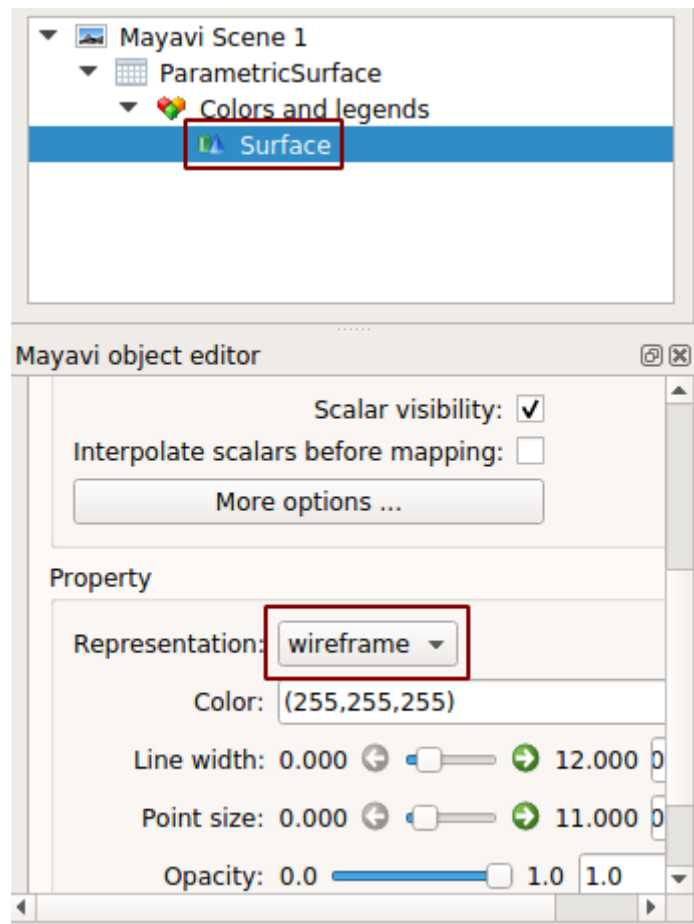 Mayavi Scene 1
ParametricSurface
Colors and legends
Surface
Mayavi object editor
Scalar visibility:
Interpolate scalars before mapping:
More options ...
Property
Representation: wireframe
Color: (255,255,255)
Line width: 0.000 12.000
Point size: 0.000 11.000
Opacity: 0.0 1.0 1.0